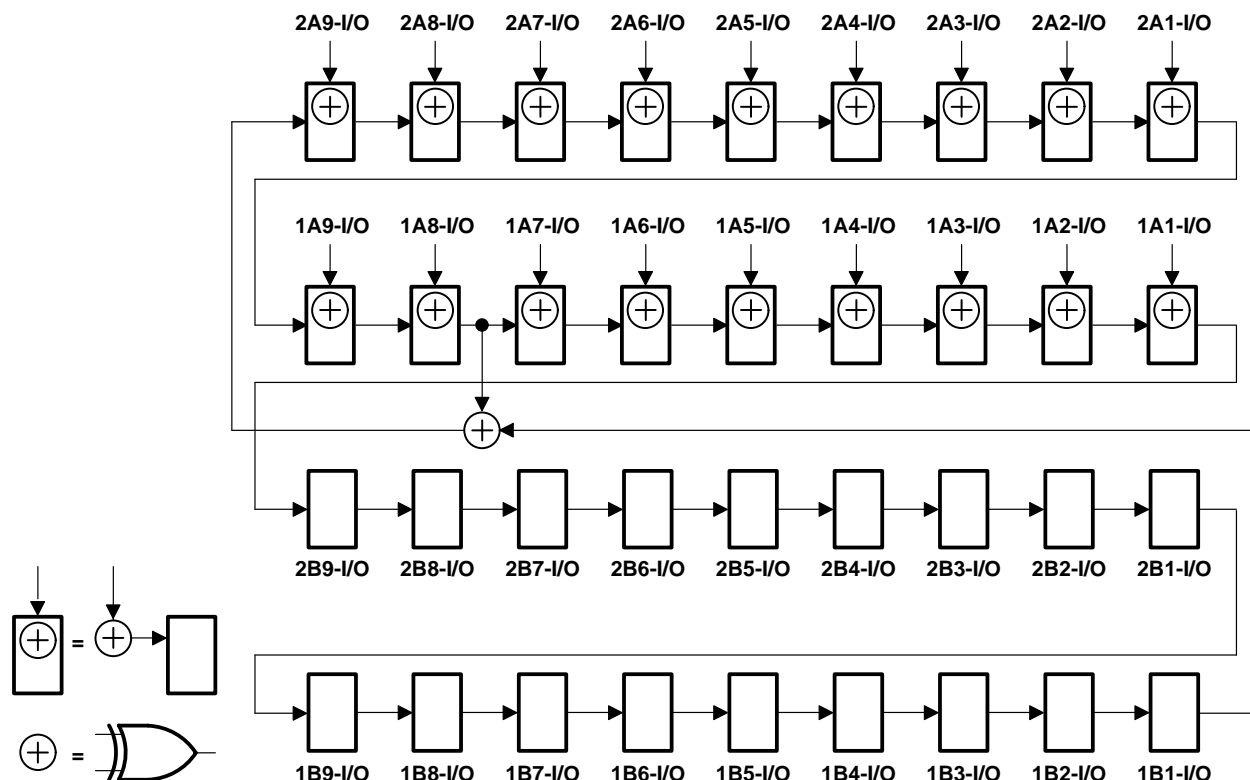 2A9-I/O 2A8-I/O 2A7-I/O 2A6-I/O 2A5-I/O 2A4-I/O 2A3-I/O 2A2-I/O 2A1-I/O
1A9-I/O 1A8-I/O 1A7-I/O 1A6-I/O 1A5-I/O 1A4-I/O 1A3-I/O 1A2-I/O 1A1-I/O
2B9-I/O 2B8-I/O 2B7-I/O 2B6-I/O 2B5-I/O 2B4-I/O 2B3-I/O 2B2-I/O 2B1-I/O
=
=
1B9-I/O 1B8-I/O 1B7-I/O 1B6-I/O 1B5-I/O 1B4-I/O 1B3-I/O 1B2-I/O 1B1-I/O